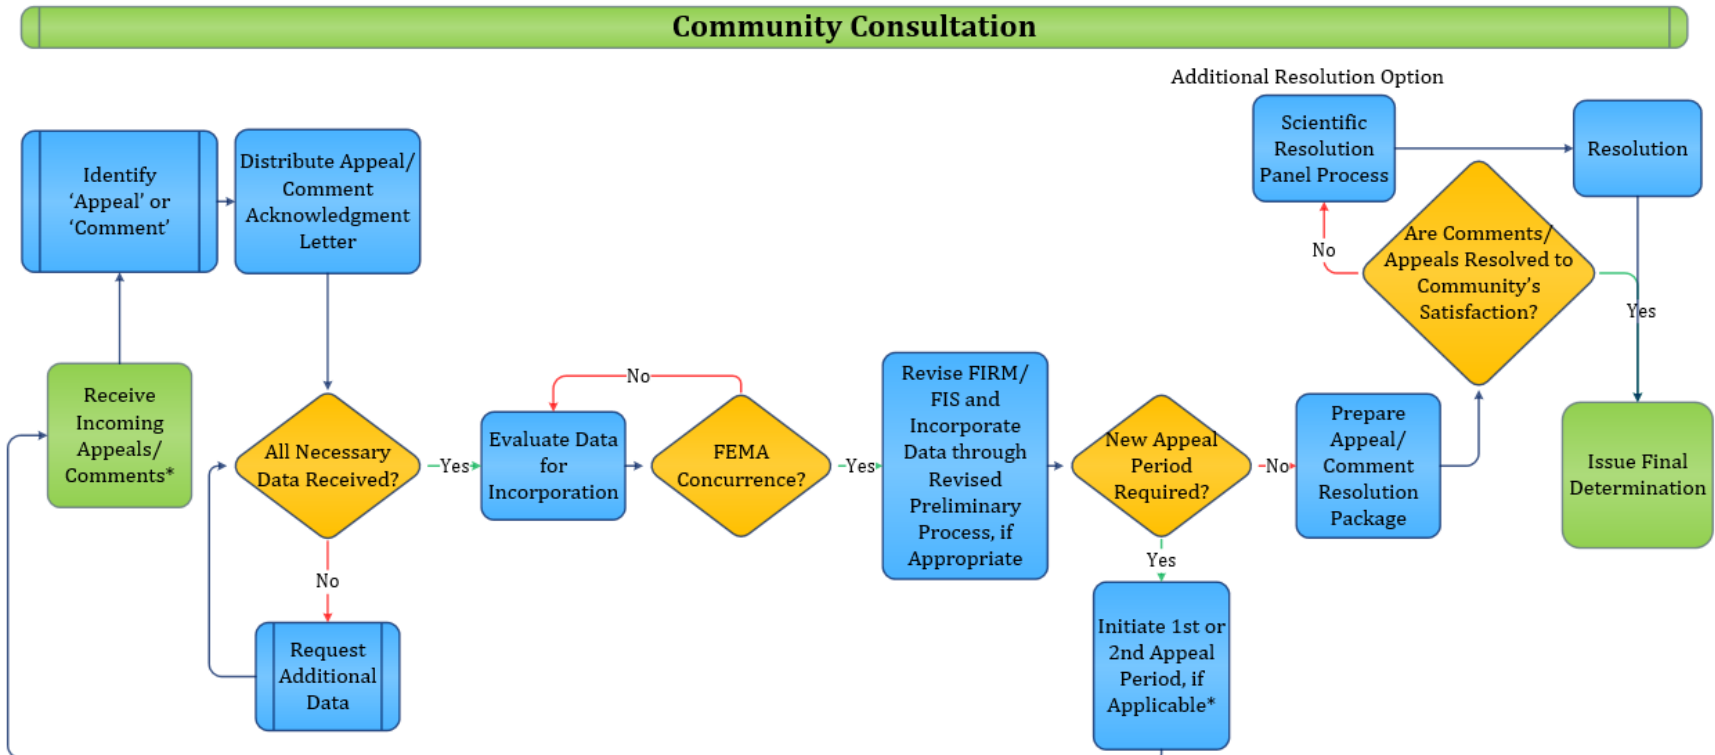 Community Consultation
Additional Resolution Option
Scientific
Resolution
Panel Process
Resolution
Identify
‘Appeal’ or
‘Comment’
Distribute Appeal/
Comment
Acknowledgment
Letter
No
Are Comments/
Appeals Resolved to
Community’s
Satisfaction?
Yes
Receive
Incoming
Appeals/
Comments*
All Necessary
Data Received?
Yes
No
Request
Additional
Data
Evaluate Data
for
Incorporation
No
FEMA
Concurrence?
Yes
Revise FIRM/
FIS and
Incorporate
Data through
Revised
Preliminary
Process, if
Appropriate
New Appeal
Period
Required?
No
Yes
Initiate 1st or
2nd Appeal
Period, if
Applicable*
Prepare
Appeal/
Comment
Resolution
Package
Issue Final
Determination